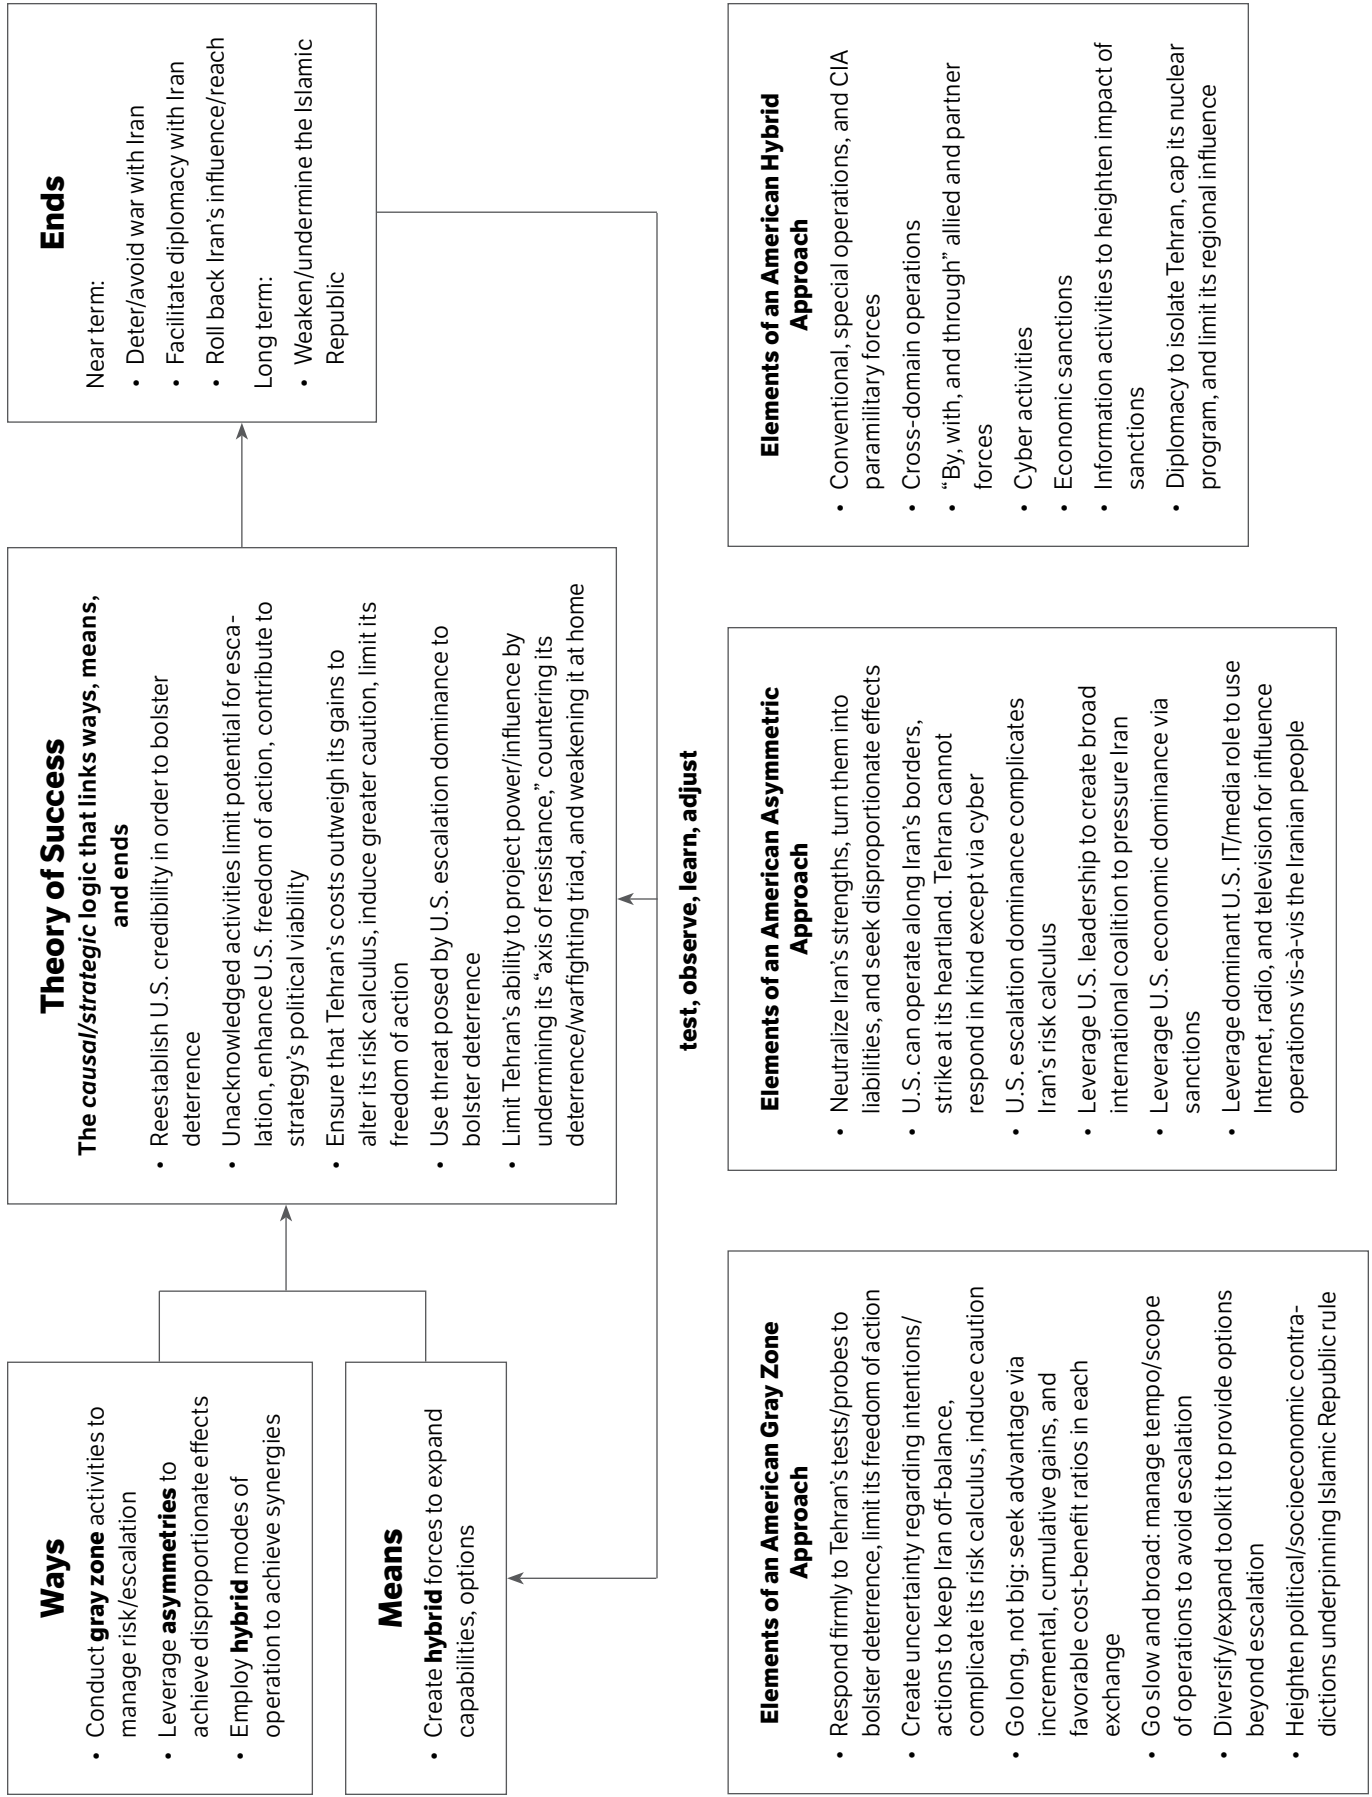 Ways
• Conduct gray zone activities to
manage risk/escalation
• Leverage asymmetries to
achieve disproportionate effects
• Employ hybrid modes of
operation to achieve synergies
Means
• Create hybrid forces to expand
capabilities, options
Theory of Success
The causal/strategic logic that links ways, means,
and ends
• Reestablish U.S. credibility in order to bolster
deterrence
• Unacknowledged activities limit potential for esca-
lation, enhance U.S. freedom of action, contribute to
strategy's political viability
• Ensure that Tehran's costs outweigh its gains to
alter its risk calculus, induce greater caution, limit its
freedom of action
• Use threat posed by U.S. escalation dominance to
bolster deterrence
• Limit Tehran's ability to project power/influence by
undermining its “axis of resistance,” countering its
deterrence/warfighting triad, and weakening it at home
Ends
Near term:
• Deter/avoid war with Iran
• Facilitate diplomacy with Iran
• Roll back Iran's influence/reach
Long term:
• Weaken/undermine the Islamic
Republic
test, observe, learn, adjust
Elements of an American Gray Zone
Approach
• Respond firmly to Tehran's tests/probes to
bolster deterrence, limit its freedom of action
• Create uncertainty regarding intentions/
actions to keep Iran off-balance,
complicate its risk calculus, induce caution
• Go long, not big: seek advantage via
incremental, cumulative gains, and
favorable cost-benefit ratios in each
exchange
• Go slow and broad: manage tempo/scope
of operations to avoid escalation
• Diversify/expand toolkit to provide options
beyond escalation
• Heighten political/socioeconomic contra-
dictions underpinning Islamic Republic rule
Elements of an American Asymmetric
Approach
• Neutralize Iran's strengths, turn them into
liabilities, and seek disproportionate effects
• U.S. can operate along Iran's borders,
strike at its heartland. Tehran cannot
respond in kind except via cyber
• U.S. escalation dominance complicates
Iran's risk calculus
• Leverage U.S. leadership to create broad
international coalition to pressure Iran
• Leverage U.S. economic dominance via
sanctions
• Leverage dominant U.S. IT/media role to use
Internet, radio, and television for influence
operations vis-à-vis the Iranian people
Elements of an American Hybrid
Approach
• Conventional, special operations, and CIA
paramilitary forces
• Cross-domain operations
• “By, with, and through” allied and partner
forces
• Cyber activities
• Economic sanctions
• Information activities to heighten impact of
sanctions
• Diplomacy to isolate Tehran, cap its nuclear
program, and limit its regional influence